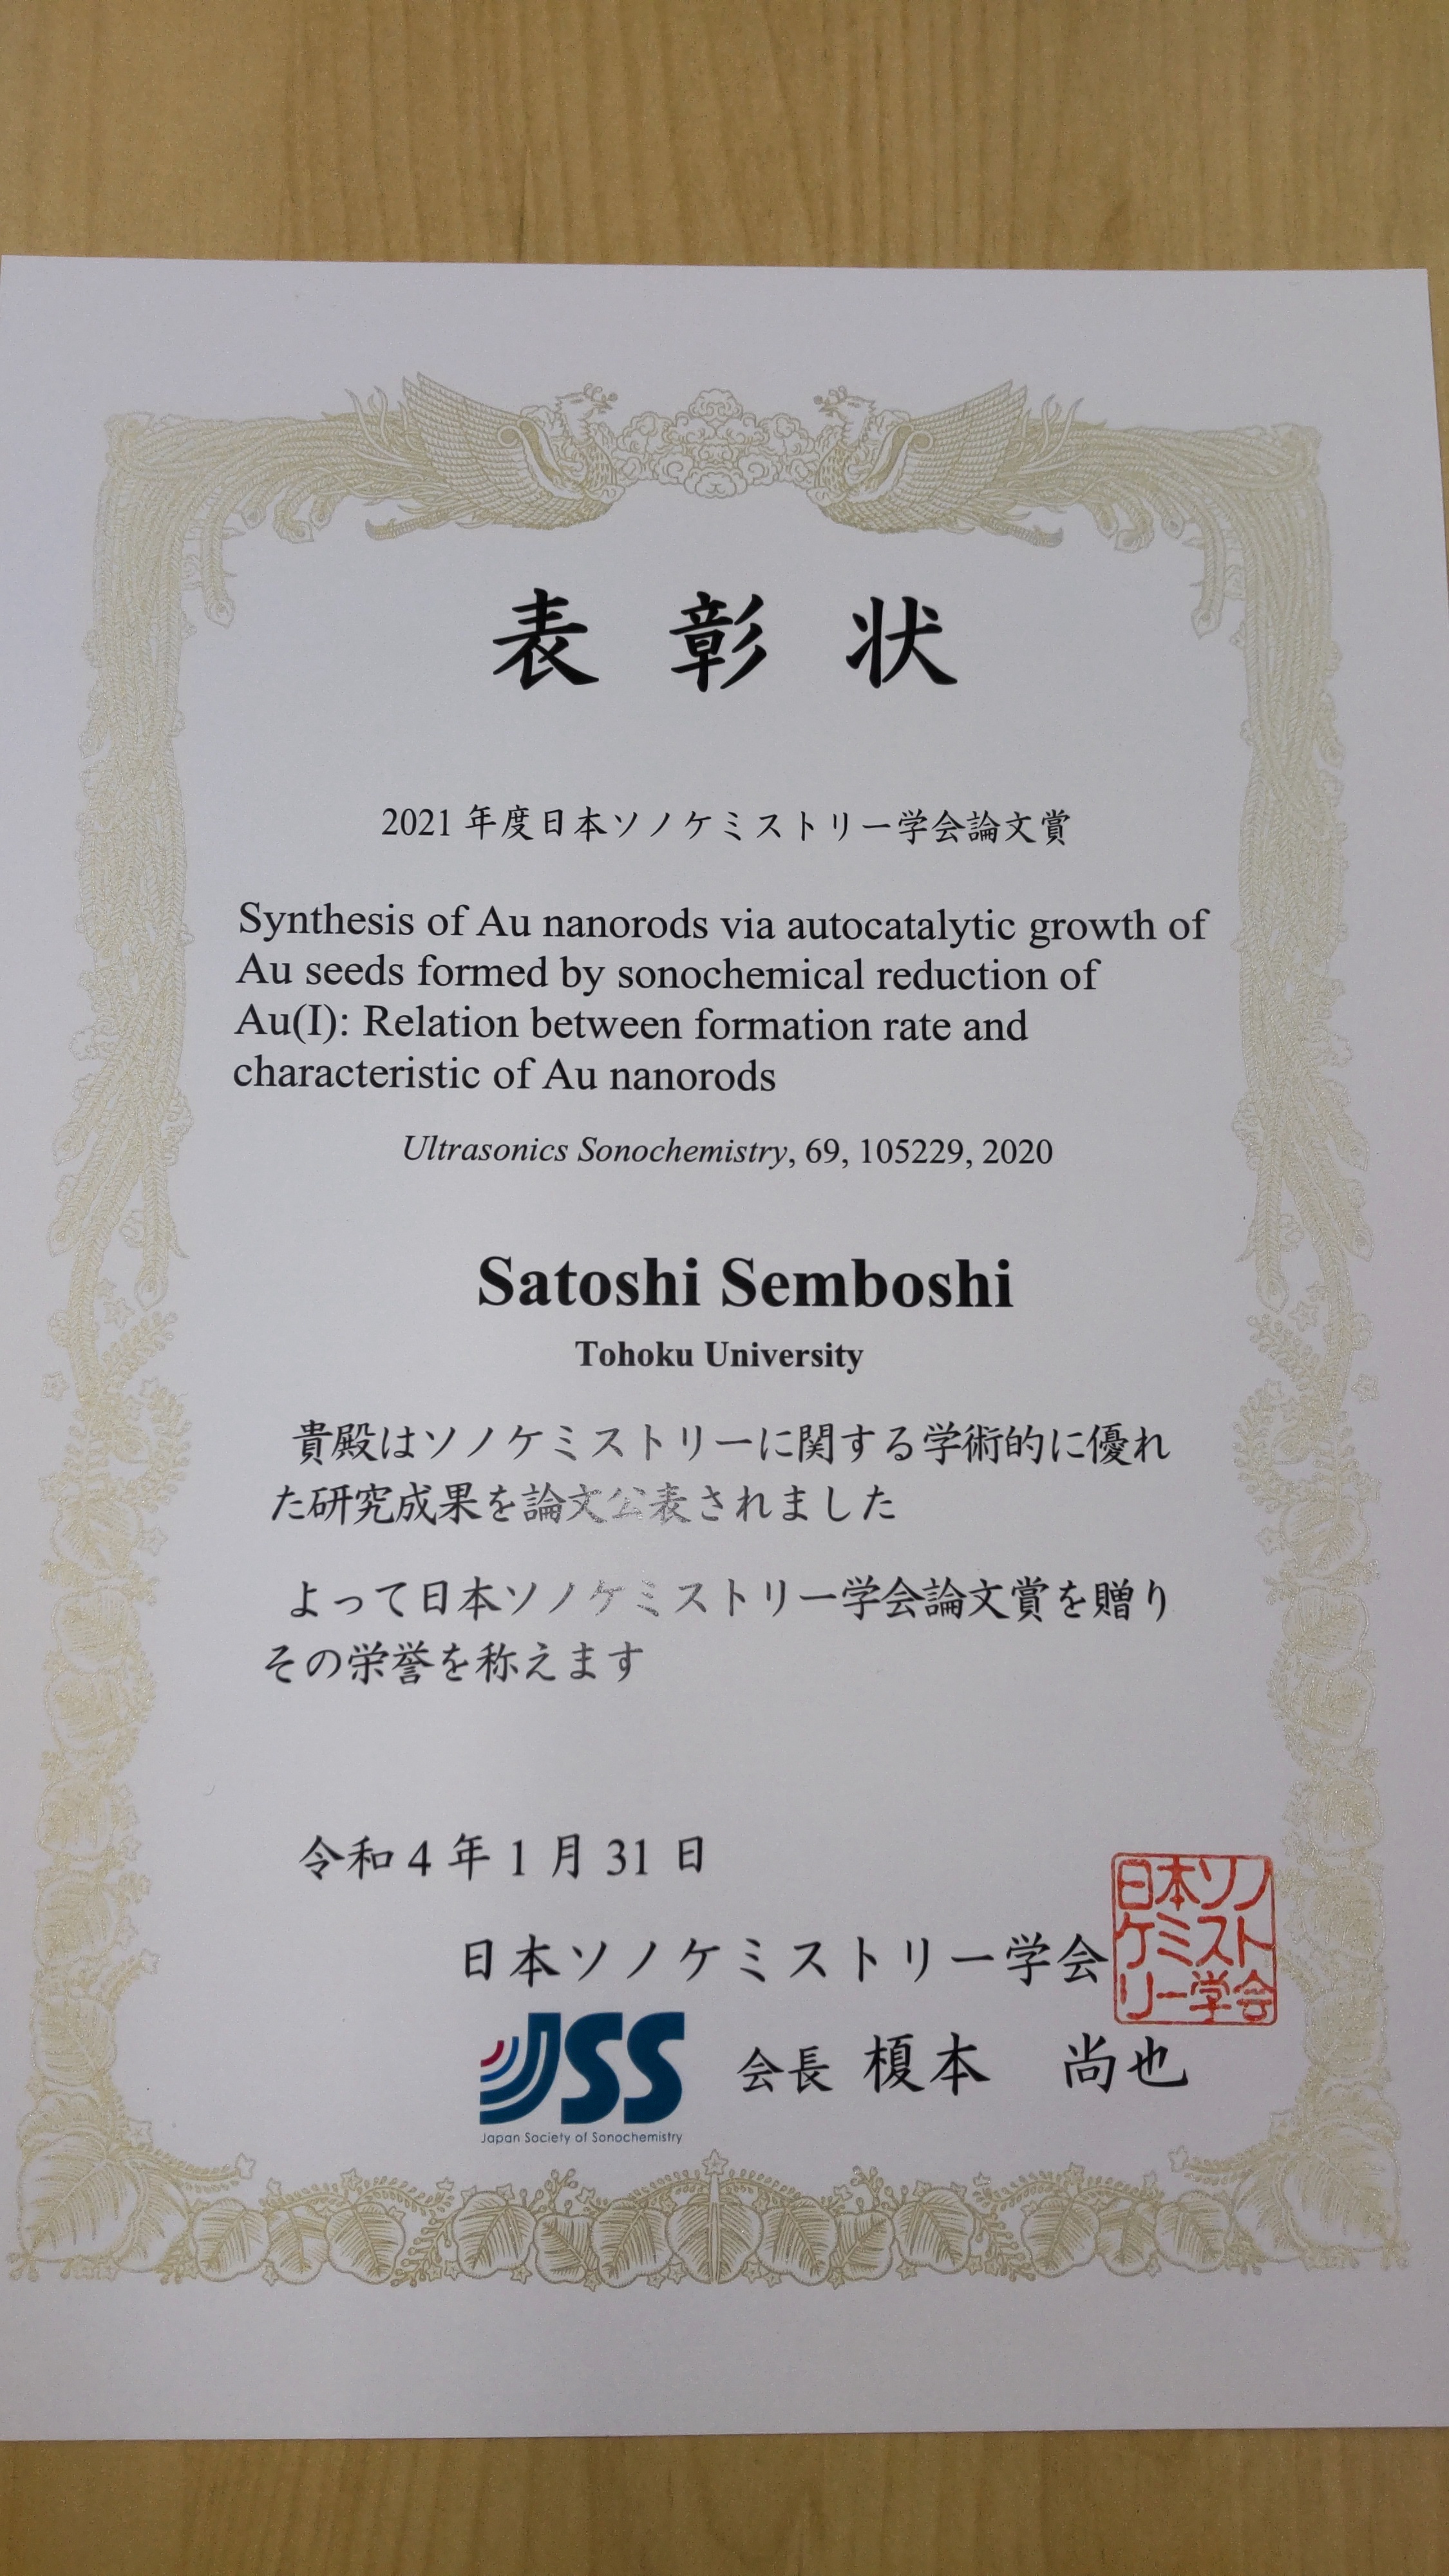 表彰状
2021年度日本ソノケミストリー学会論文賞
Synthesis of Au nanorods via autocatalytic growth of
Au seeds formed by sonochemical reduction of
Au(I): Relation between formation rate and
characteristic of Au nanorods
Ultrasonics Sonochemistry, 69, 105229, 2020
Satoshi Semboshi
Tohoku University
貴殿はソノケミストリーに関する学術的に優れ
た研究成果を論文公表されました
よって日本ソノケミストリー学会論文賞を贈り
その栄誉を称えます
令和4年1月31日
日本ソノケミストリー学会
日本ソノ
ケミスト
リー学会
JSS
Japan Society of Sonochemistry
会長 榎本 尚也